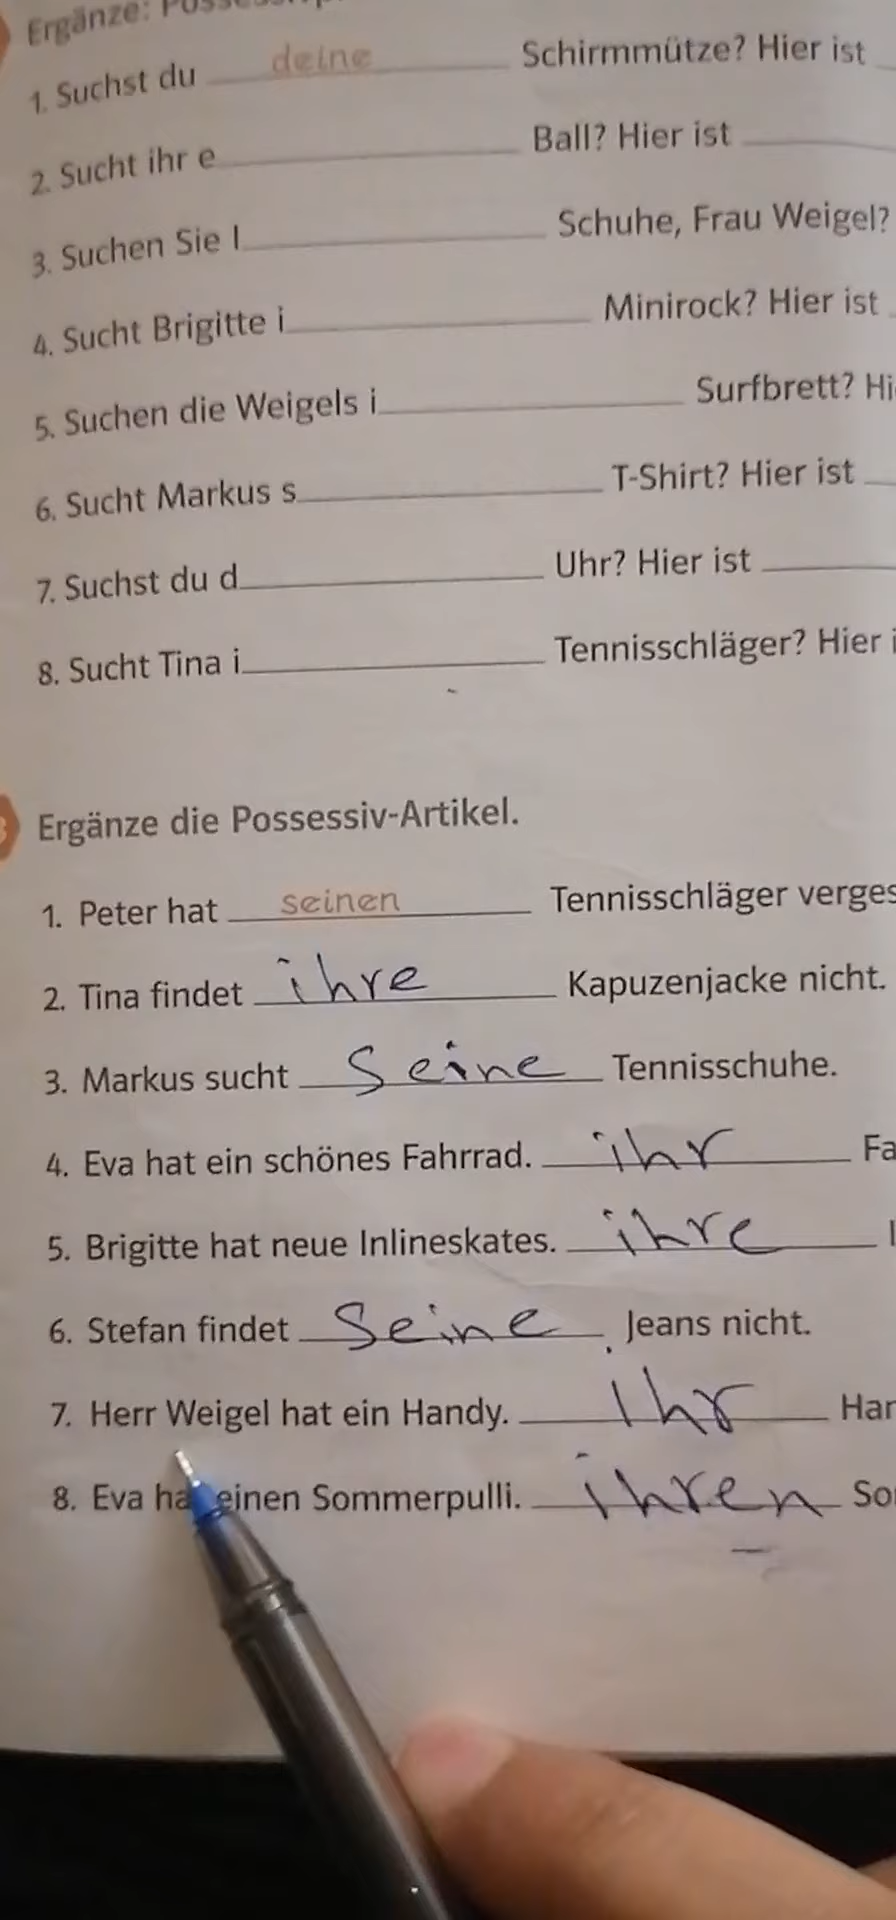 Ergänze:
1. Suchst du deine Schirmmütze? Hier ist
2. Sucht ihr e Ball? Hier ist
3. Suchen Sie I Schuhe, Frau Weigel?
4. Sucht Brigitte i Minirock? Hier ist
5. Suchen die Weigels i Surfbrett?
6. Sucht Markus s T-Shirt? Hier ist
7. Suchst du d Uhr? Hier ist
8. Sucht Tina i Tennisschläger? Hier
Ergänze die Possessiv-Artikel.
1. Peter hat seinen Tennisschläger
2. Tina findet ihre Kapuzenjacke nicht.
3. Markus sucht Seine Tennisschuhe.
4. Eva hat ein schönes Fahrrad. ihr Fa
5. Brigitte hat neue Inlineskates. ihre
6. Stefan findet Seine Jeans nicht.
7. Herr Weigel hat ein Handy. Ihr Han
8. Eva einen Sommerpulli. ihren